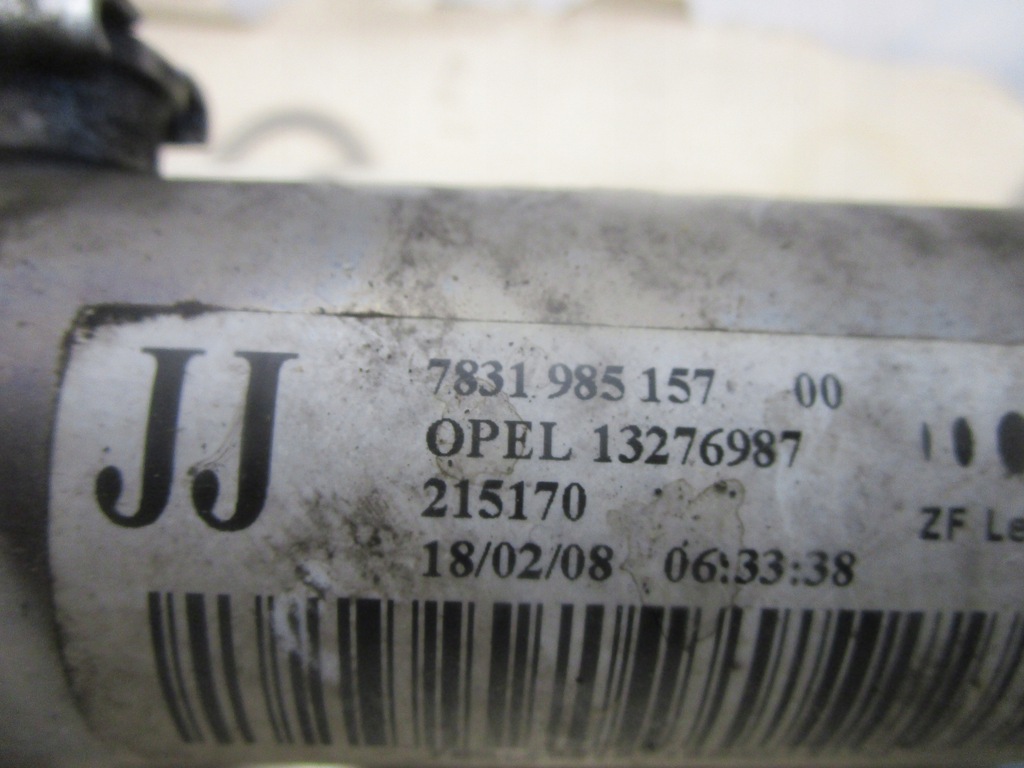 JJ
7831 985 157 00
OPEL 13276987
215170
18/02/08 06:33:38
ZF